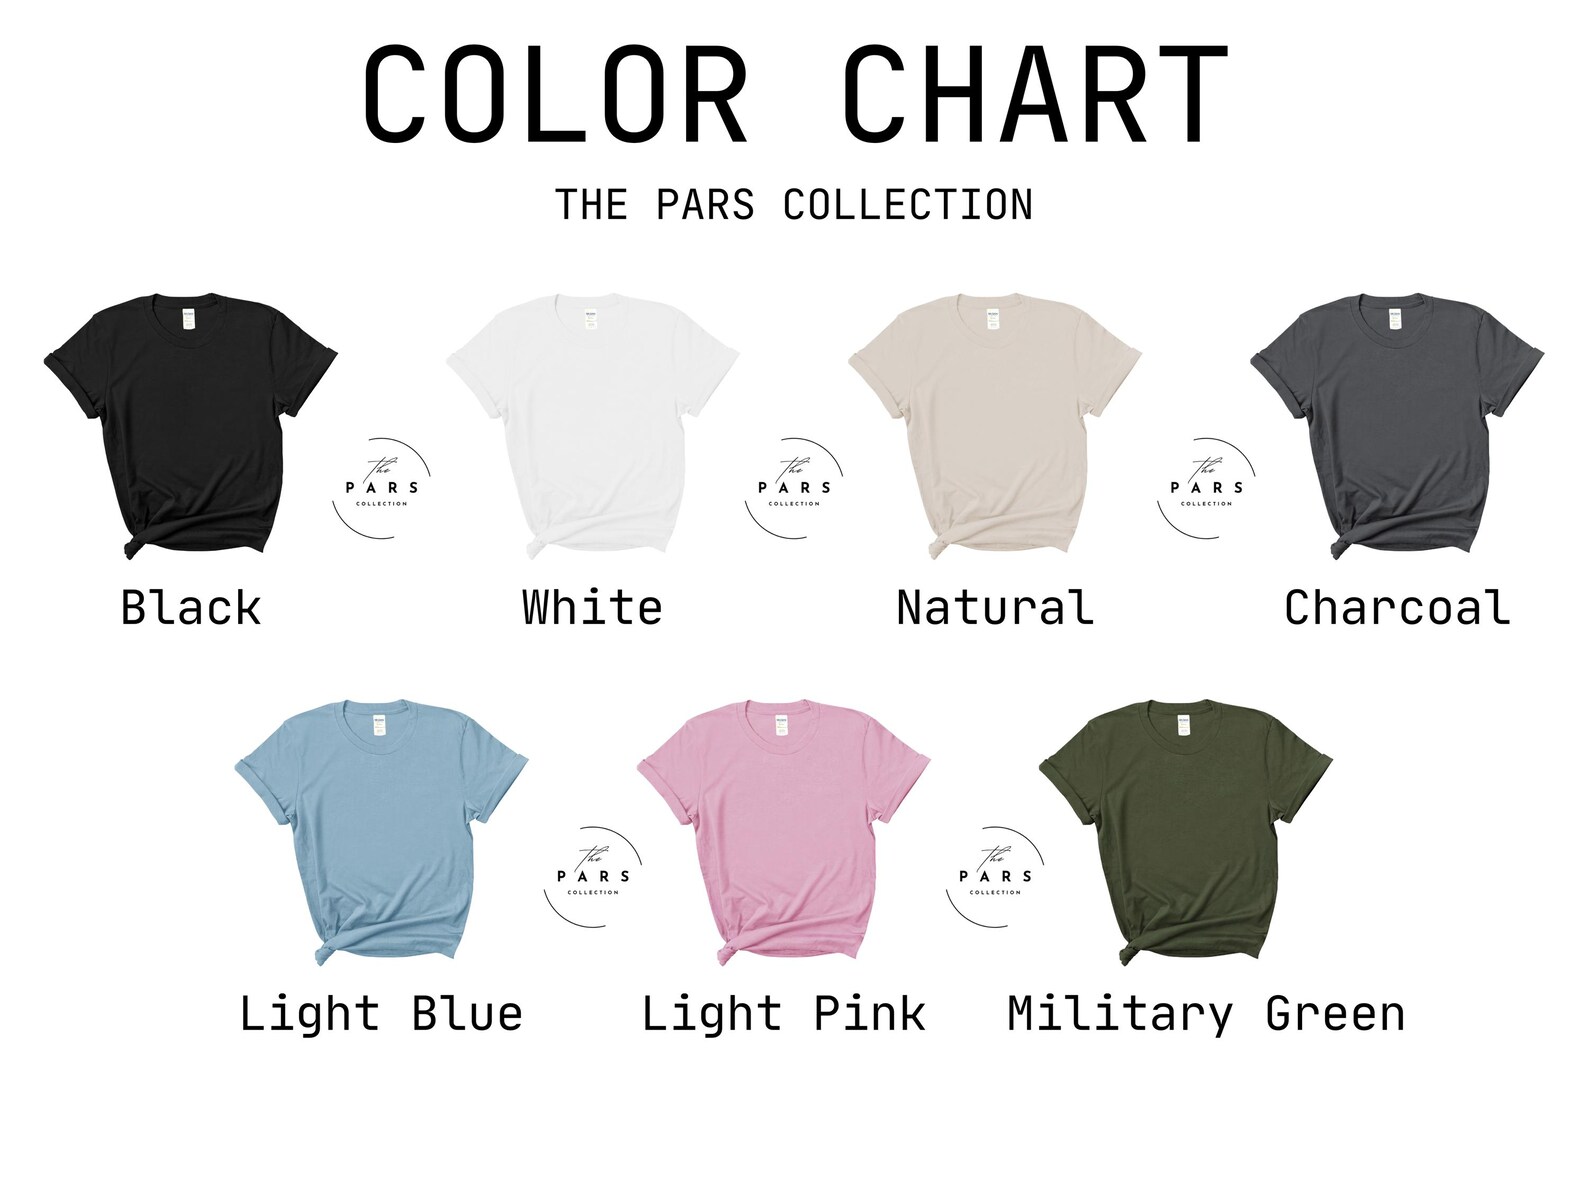 COLOR CHART
THE PARS COLLECTION
the
PARS
COLLECTION
the
PARS
COLLECTION
the
PARS
COLLECTION
Black
White
Natural
Charcoal
the
PARS
COLLECTION
the
PARS
COLLECTION
Light Blue
Light Pink
Military Green